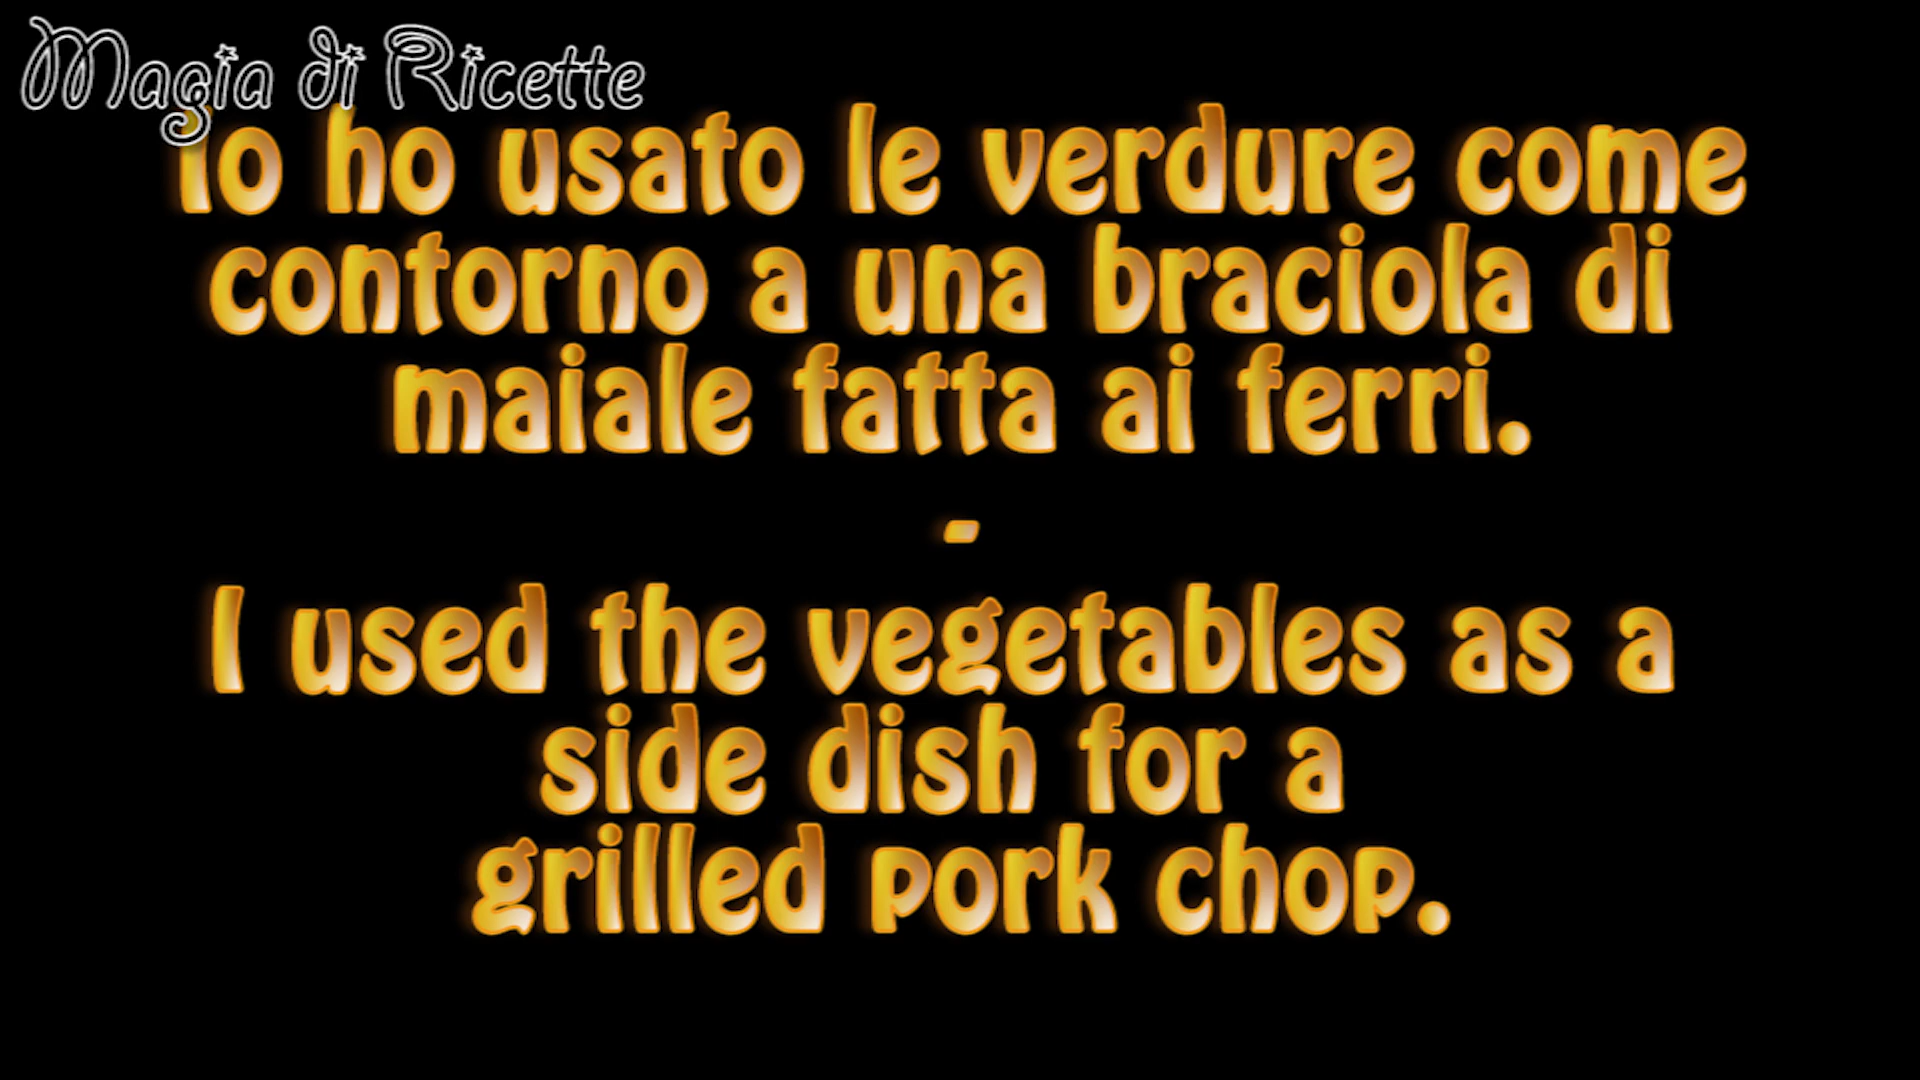 Magia di Ricette
Io ho usato le verdure come
contorno a una braciola di
maiale fatta ai ferri.
-
I used the vegetables as a
side dish for a
grilled pork chop.